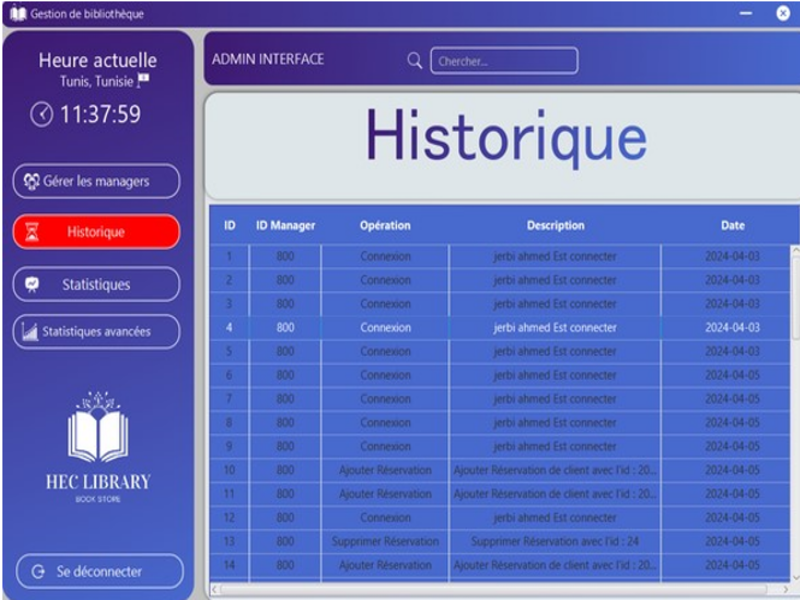 Gestion de bibliothèque
Heure actuelle
Tunis, Tunisie
11:37:59
Gérer les managers
Historique
Statistiques
Statistiques avancées
HEC LIBRARY
BOOK STORE
Se déconnecter
ADMIN INTERFACE
Chercher...
Historique
ID ID Manager Opération Description Date
1 800 Connexion jerbi ahmed Est connecter 2024-04-03
2 800 Connexion jerbi ahmed Est connecter 2024-04-03
3 800 Connexion jerbi ahmed Est connecter 2024-04-03
4 800 Connexion jerbi ahmed Est connecter 2024-04-03
5 800 Connexion jerbi ahmed Est connecter 2024-04-03
6 800 Connexion jerbi ahmed Est connecter 2024-04-05
7 800 Connexion jerbi ahmed Est connecter 2024-04-05
8 800 Connexion jerbi ahmed Est connecter 2024-04-05
9 800 Connexion jerbi ahmed Est connecter 2024-04-05
10 800 Ajouter Réservation Ajouter Réservation de client avec l'id : 20...  2024-04-05
11 800 Ajouter Réservation Ajouter Réservation de client avec l'id : 20... 2024-04-05
12 800 Connexion jerbi ahmed Est connecter 2024-04-05
13 800 Supprimer Réservation Supprimer Réservation avec l'id : 24 2024-04-05
14 800 Ajouter Réservation Ajouter Réservation de client avec l'id : 20... 2024-04-05